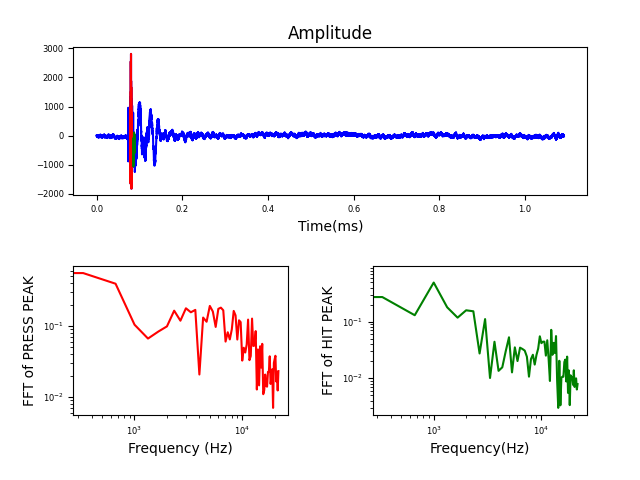 Amplitude
3000
2000
1000
0
−1000
−2000
0.0 0.2 0.4 0.6 0.8 1.0
Time(ms)
FFT of PRESS PEAK
10⁻¹
10⁻²
10³ 10⁴
Frequency (Hz)
FFT of HIT PEAK
10⁻¹
10⁻²
10³ 10⁴
Frequency(Hz)